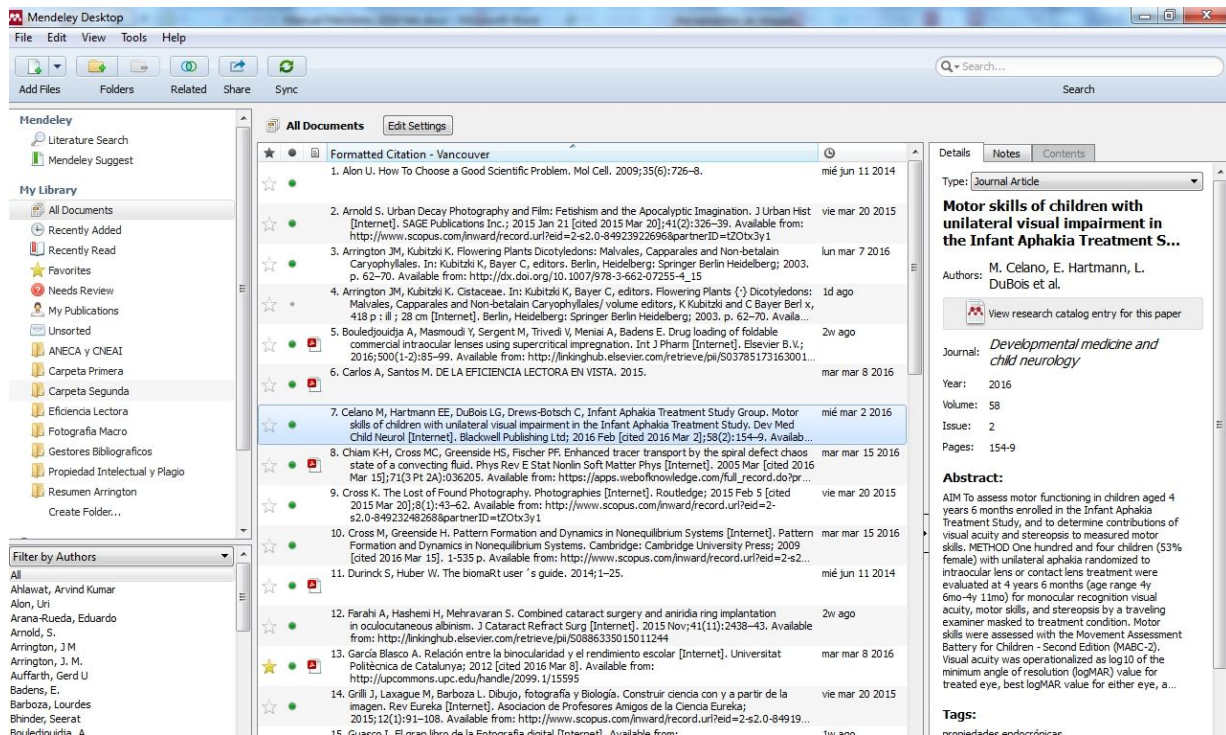 Mendeley Desktop
File Edit View Tools Help
Add Files Folders Related Share Sync
Search...
Search
Mendeley
Literature Search
Mendeley Suggest
My Library
All Documents
Recently Added
Recently Read
Favorites
Needs Review
My Publications
Unsorted
ANECA y CNEAI
Carpeta Primera
Carpeta Segunda
Eficiencia Lectora
Fotografia Macro
Gestores Bibliograficos
Propiedad Intelectual y Plagio
Resumen Arrington
Create Folder...
Filter by Authors
All
Ahlawat, Arvind Kumar
Alon, Uri
Arana-Rueda, Eduardo
Arnold, S.
Arrington, J M
Arrington, J. M.
Auffarth, Gerd U
Badens, E.
Barboza, Lourdes
Bhinder, Seerat
Bouledjouidja, A
All Documents Edit Settings
Formatted Citation - Vancouver
1. Alon U. How To Choose a Good Scientific Problem. Mol Cell. 2009;35(6):726–8. mié jun 11 2014
2. Arnold S. Urban Decay Photography and Film: Fetishism and the Apocalyptic Imagination. J Urban Hist vie mar 20 2015
[Internet]. SAGE Publications Inc.; 2015 Jan 21 [cited 2015 Mar 20];41(2):326–39. Available from:
http://www.scopus.com/inward/record.url?eid=2-s2.0-84923922696&partnerID=tZOtx3y1
3. Arrington JM, Kubitzki K. Flowering Plants Dicotyledons: Malvales, Capparales and Non-betalain lun mar 7 2016
Caryophyllales. In: Kubitzki K, Bayer C, editors. Berlin, Heidelberg: Springer Berlin Heidelberg; 2003.
p. 62–70. Available from: http://dx.doi.org/10.1007/978-3-662-07255-4_15
4. Arrington JM, Kubitzki K. Cistaceae. In: Kubitzki K, Bayer C, editors. Flowering Plants {·} Dicotyledons: 1d ago
Malvales, Capparales and Non-betalain Caryophyllales/ volume editors, K Kubitzki and C Bayer Berl x,
418 p : ill ; 28 cm [Internet]. Berlin, Heidelberg: Springer Berlin Heidelberg; 2003. p. 62–70. Availa...
5. Bouledjouidja A, Masmoudi Y, Sergent M, Trivedi V, Meniai A, Badens E. Drug loading of foldable 2w ago
commercial intraocular lenses using supercritical impregnation. Int J Pharm [Internet]. Elsevier B.V.;
2016;500(1-2):85–99. Available from: http://linkinghub.elsevier.com/retrieve/pii/S03785173163001...
6. Carlos A, Santos M. DE LA EFICIENCIA LECTORA EN VISTA. 2015. mar mar 8 2016
7. Celano M, Hartmann EE, DuBois LG, Drews-Botsch C, Infant Aphakia Treatment Study Group. Motor mié mar 2 2016
skills of children with unilateral visual impairment in the Infant Aphakia Treatment Study. Dev Med
Child Neurol [Internet]. Blackwell Publishing Ltd; 2016 Feb [cited 2016 Mar 2];58(2):154–9. Availab...
8. Chiam K-H, Cross MC, Greenside HS, Fischer PF. Enhanced tracer transport by the spiral defect chaos mar mar 15 2016
state of a convecting fluid. Phys Rev E Stat Nonlin Soft Matter Phys [Internet]. 2005 Mar [cited 2016
Mar 15];71(3 Pt 2A):036205. Available from: https://apps.webofknowledge.com/full_record.do?pr...
9. Cross K. The Lost of Found Photography. Photographies [Internet]. Routledge; 2015 Feb 5 [cited vie mar 20 2015
2015 Mar 20];8(1):43–62. Available from: http://www.scopus.com/inward/record.url?eid=2-
s2.0-84923248268&partnerID=tZOtx3y1
10. Cross M, Greenside H. Pattern Formation and Dynamics in Nonequilibrium Systems [Internet]. Pattern mar mar 15 2016
Formation and Dynamics in Nonequilibrium Systems. Cambridge: Cambridge University Press; 2009
[cited 2016 Mar 15]. 1-535 p. Available from: http://www.scopus.com/inward/record.url?eid=2-s2...
11. Durinck S, Huber W. The biomaRt user ´s guide. 2014;1–25. mié jun 11 2014
12. Farahi A, Hashemi H, Mehravaran S. Combined cataract surgery and aniridia ring implantation 2w ago
in oculocutaneous albinism. J Cataract Refract Surg [Internet]. 2015 Nov;41(11):2438–43. Available
from: http://linkinghub.elsevier.com/retrieve/pii/S0886335015011244
13. García Blasco A. Relación entre la binocularidad y el rendimiento escolar [Internet]. Universitat mar mar 8 2016
Politècnica de Catalunya; 2012 [cited 2016 Mar 8]. Available from:
http://upcommons.upc.edu/handle/2099.1/15595
14. Grilli J, Laxague M, Barboza L. Dibujo, fotografía y Biología. Construir ciencia con y a partir de la vie mar 20 2015
imagen. Rev Eureka [Internet]. Asociacion de Profesores Amigos de la Ciencia Eureka;
2015;12(1):91–108. Available from: http://www.scopus.com/inward/record.url?eid=2-s2.0-84919...
15. Guasco I. El gran libro de la Fotografía digital [Internet]. Available from: 1w ago
Details Notes Contents
Type: Journal Article
Motor skills of children with
unilateral visual impairment in
the Infant Aphakia Treatment S...
Authors: M. Celano, E. Hartmann, L.
DuBois et al.
View research catalog entry for this paper
Journal: Developmental medicine and
child neurology
Year: 2016
Volume: 58
Issue: 2
Pages: 154-9
Abstract:
AIM To assess motor functioning in children aged 4
years 6 months enrolled in the Infant Aphakia
Treatment Study, and to determine contributions of
visual acuity and stereopsis to measured motor
skills. METHOD One hundred and four children (53%
female) with unilateral aphakia randomized to
intraocular lens or contact lens treatment were
evaluated at 4 years 6 months (age range 4y
6mo-4y 11mo) for monocular recognition visual
acuity, motor skills, and stereopsis by a traveling
examiner masked to treatment condition. Motor
skills were assessed with the Movement Assessment
Battery for Children - Second Edition (MABC-2).
Visual acuity was operationalized as log10 of the
minimum angle of resolution (logMAR) value for
treated eye, best logMAR value for either eye, a...
Tags:
propiedades endocrónicas